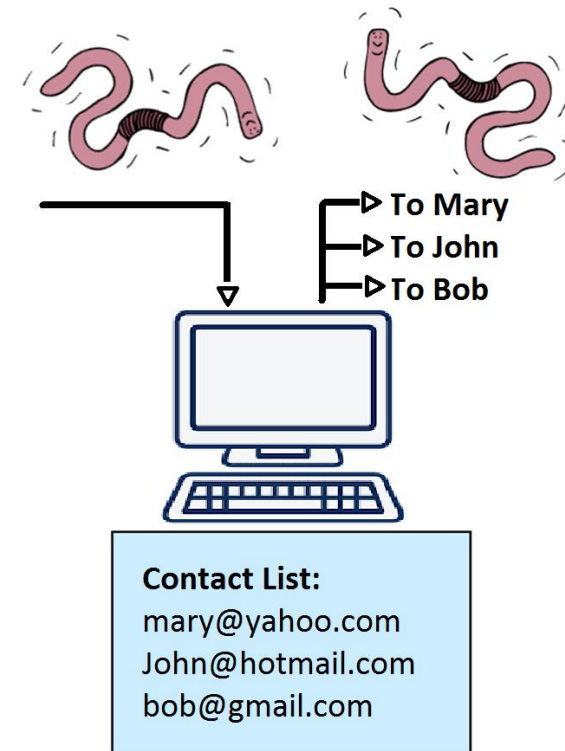 To Mary
To John
To Bob
Contact List:
mary@yahoo.com
John@hotmail.com
bob@gmail.com